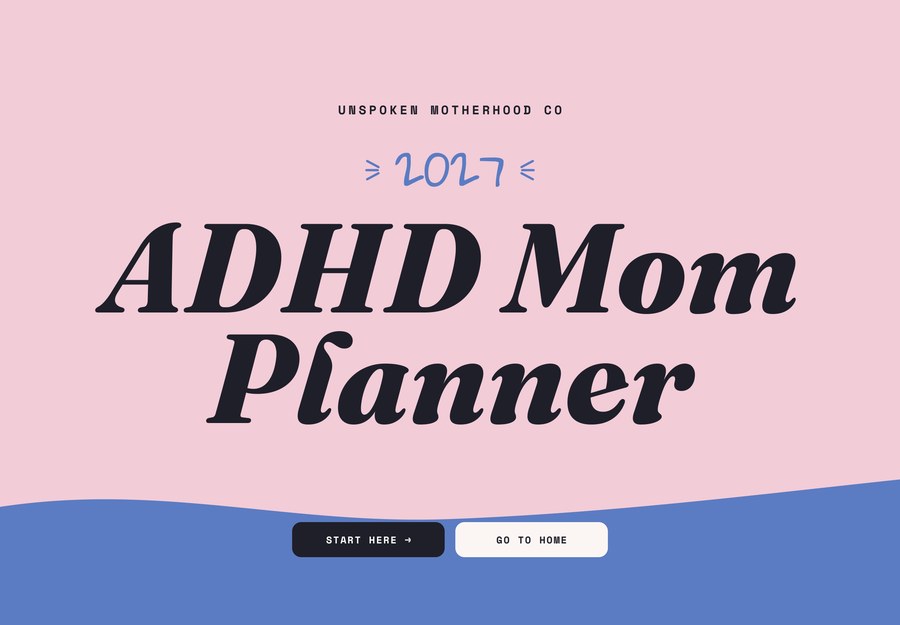 UNSPOKEN MOTHERHOOD CO
2027
ADHD Mom
Planner
START HERE →
GO TO HOME